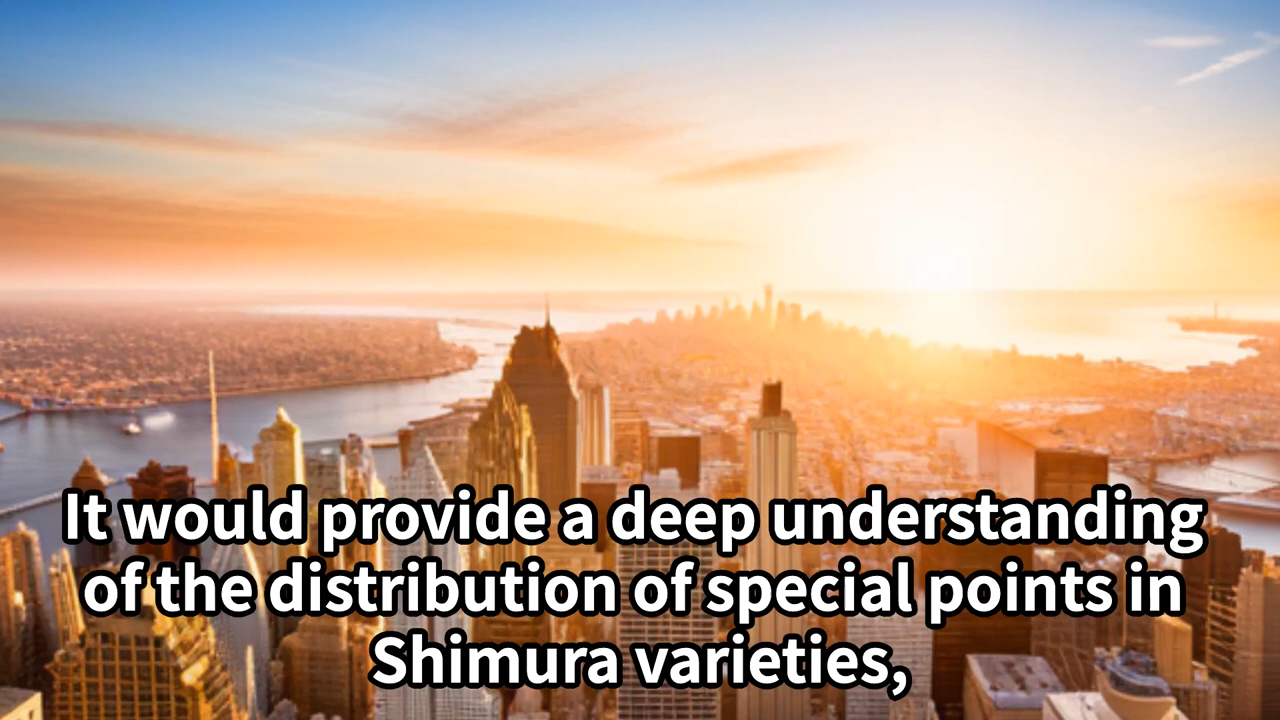 It would provide a deep understanding
of the distribution of special points in
Shimura varieties,